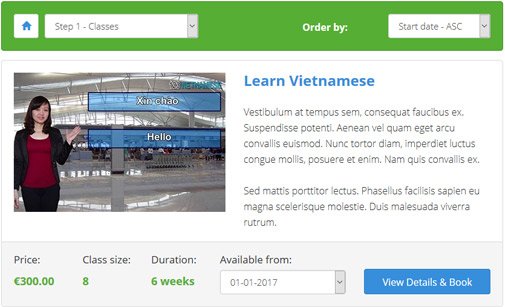 Step 1 - Classes
Order by:
Start date - ASC
VIETNAMESE
Xin chào
Hello
Learn Vietnamese
Vestibulum at tempus sem, consequat faucibus ex.
Suspendisse potenti. Aenean vel quam eget arcu
convallis euismod. Nunc tortor diam, imperdiet luctus
congue mollis, posuere et enim. Nam quis convallis ex.
Sed mattis porttitor lectus. Phasellus facilisis sapien eu
magna scelerisque molestie. Duis malesuada viverra
rutrum.
Price:
Class size:
Duration:
Available from:
€300.00
8
6 weeks
01-01-2017
View Details & Book